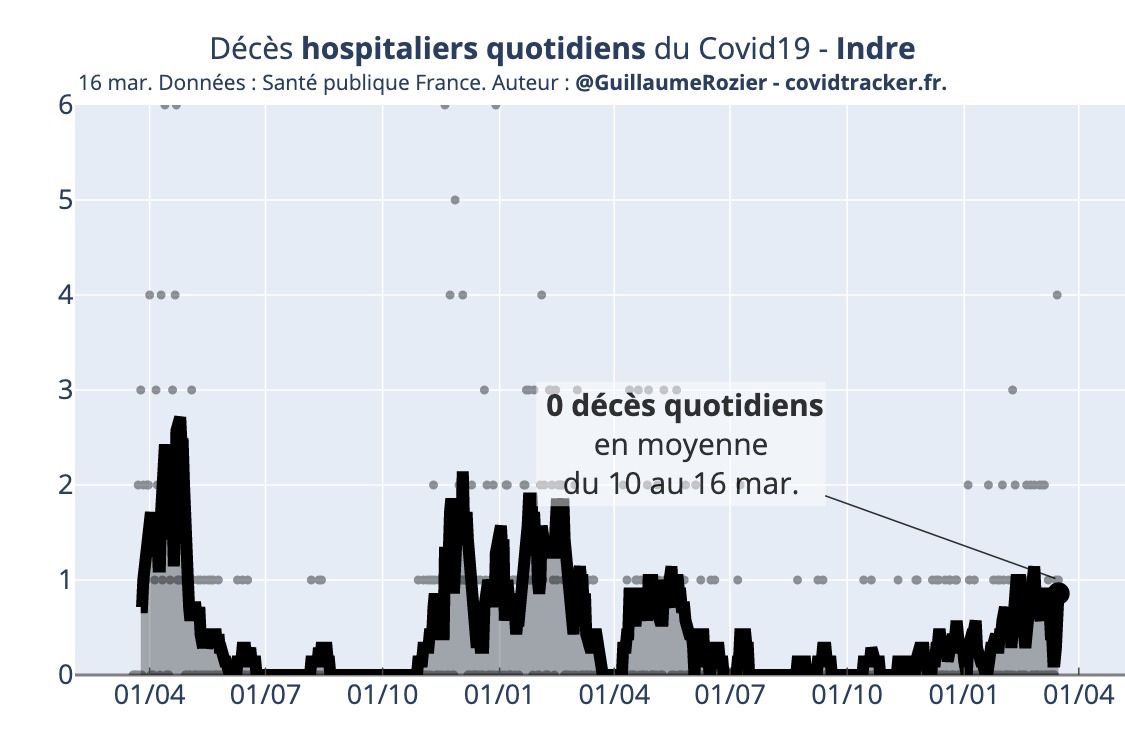 Décès hospitaliers quotidiens du Covid19 - Indre
16 mar. Données : Santé publique France. Auteur : @GuillaumeRozier - covidtracker.fr.
6
5
4
3
0 décès quotidiens
en moyenne
2
du 10 au 16 mar.
1
0
01/04 01/07 01/10 01/01 01/04 01/07 01/10 01/01 01/04